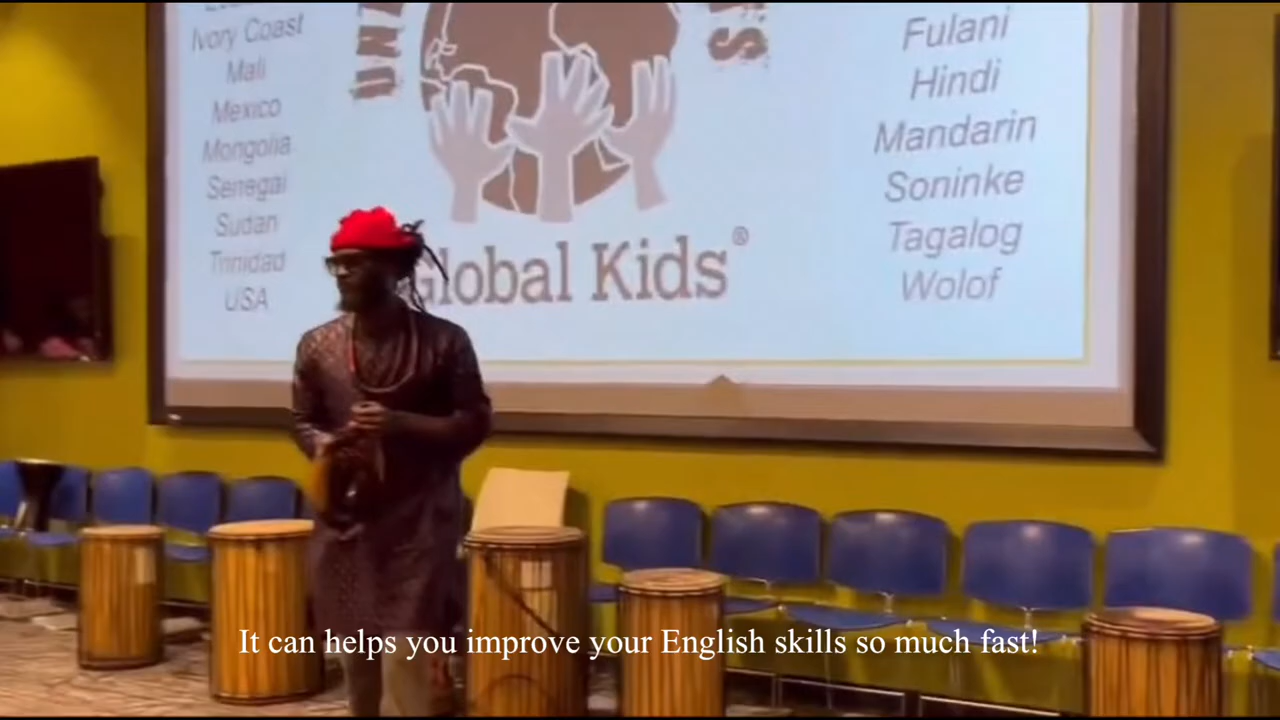 Ivory Coast
Mali
Mexico
Mongolia
Senegal
Sudan
Trinidad
USA
UN
S
Global Kids®
Fulani
Hindi
Mandarin
Soninke
Tagalog
Wolof
It can helps you improve your English skills so much fast!